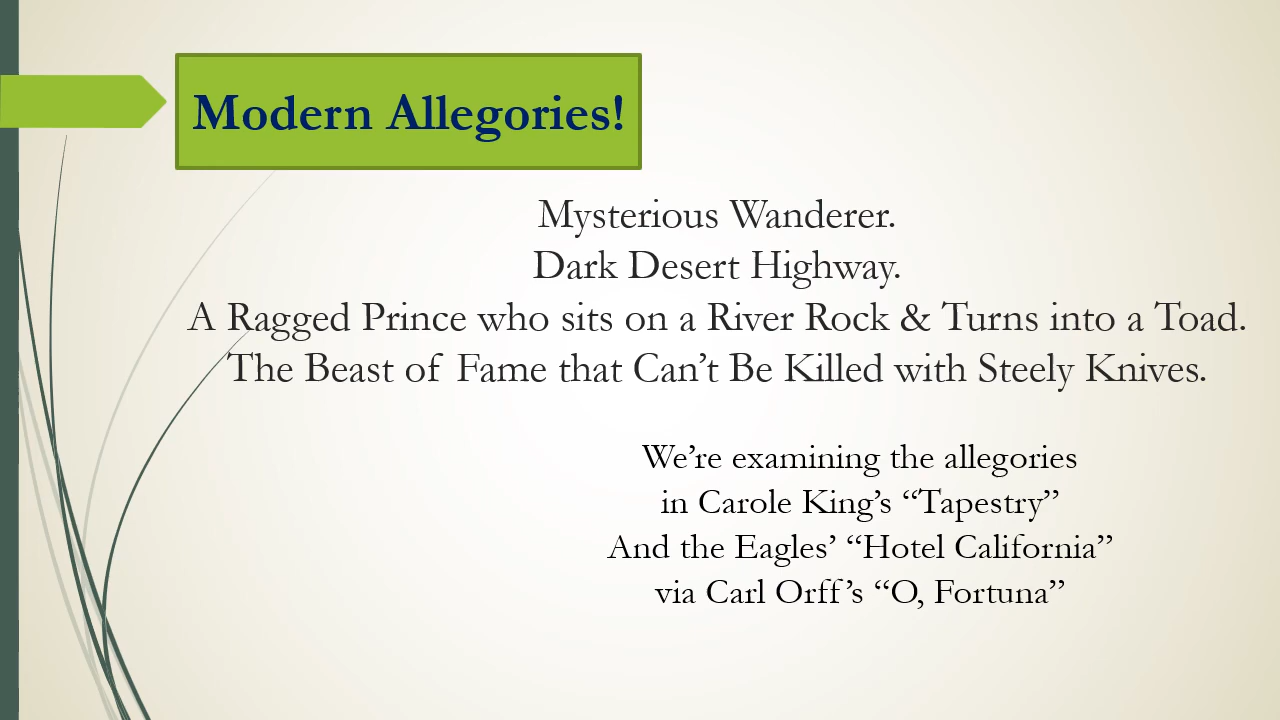 Modern Allegories!
Mysterious Wanderer.
Dark Desert Highway.
A Ragged Prince who sits on a River Rock & Turns into a Toad.
The Beast of Fame that Can’t Be Killed with Steely Knives.
We’re examining the allegories
in Carole King’s “Tapestry”
And the Eagles’ “Hotel California”
via Carl Orff’s “O, Fortuna”